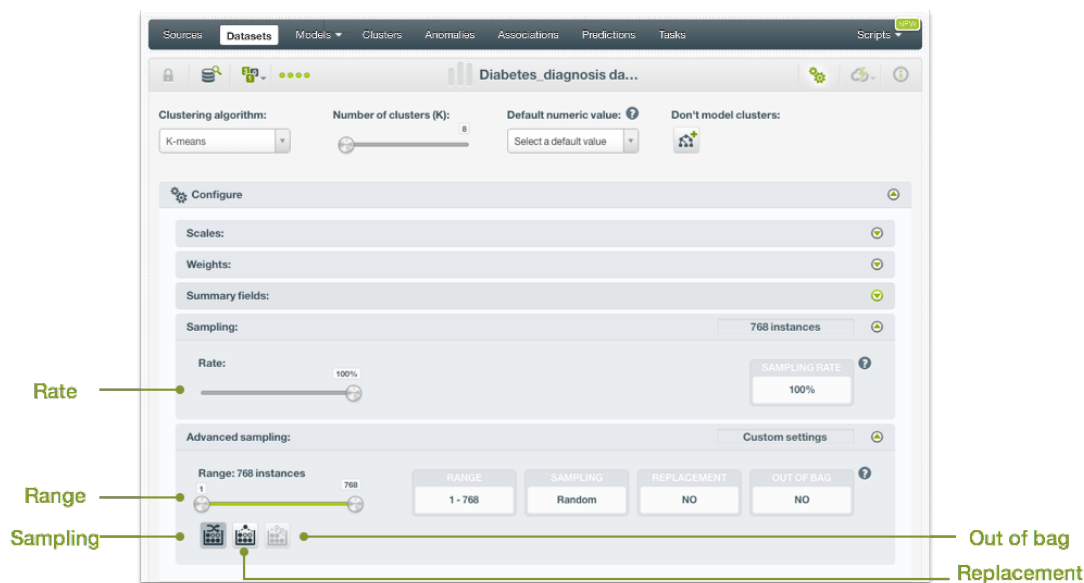 NEW
Sources Datasets Models Clusters Anomalies Associations Predictions Tasks Scripts
Diabetes_diagnosis da...
Clustering algorithm: Number of clusters (K): Default numeric value: ? Don't model clusters:
8
K-means Select a default value
Configure
Scales:
Weights:
Summary fields:
Sampling: 768 instances
Rate: ?
100% SAMPLING RATE
Rate 100%
Advanced sampling: Custom settings
Range: 768 instances RANGE SAMPLING REPLACEMENT OUT OF BAG ?
1 768
Range 1 - 768 Random NO NO
Sampling Out of bag
Replacement